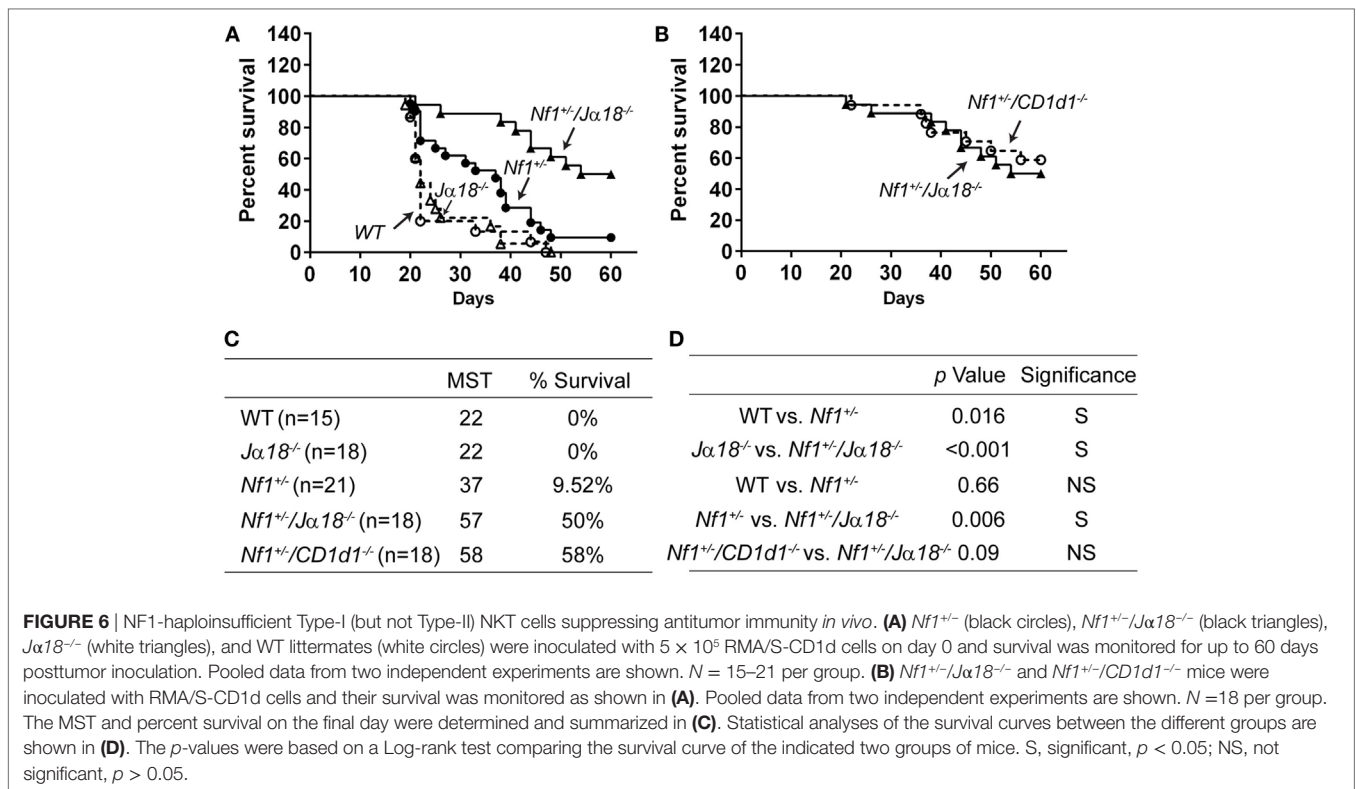 A
140
120
100
80
60
40
20
0
Percent survival
0 10 20 30 40 50 60
Days
Nf1+/-/Jα18-/-
Nf1+/-
Jα18-/-
WT
B
140
120
100
80
60
40
20
0
Percent survival
0 10 20 30 40 50 60
Days
Nf1+/-/CD1d1-/-
Nf1+/-/Jα18-/-
C
MST % Survival
WT (n=15) 22 0%
Jα18-/- (n=18) 22 0%
Nf1+/- (n=21) 37 9.52%
Nf1+/-/Jα18-/- (n=18) 57 50%
Nf1+/-/CD1d1-/- (n=18) 58 58%
D
p Value Significance
WT vs. Nf1+/- 0.016 S
Jα18-/- vs. Nf1+/-/Jα18-/- <0.001 S
WT vs. Nf1+/- 0.66 NS
Nf1+/- vs. Nf1+/-/Jα18-/- 0.006 S
Nf1+/-/CD1d1-/- vs. Nf1+/-/Jα18-/- 0.09 NS
FIGURE 6 | NF1-haploinsufficient Type-I (but not Type-II) NKT cells suppressing antitumor immunity in vivo. (A) Nf1+/− (black circles), Nf1+/−/Jα18−/− (black triangles),
Jα18−/− (white triangles), and WT littermates (white circles) were inoculated with 5 × 10⁵ RMA/S-CD1d cells on day 0 and survival was monitored for up to 60 days
posttumor inoculation. Pooled data from two independent experiments are shown. N = 15–21 per group. (B) Nf1+/−/Jα18−/− and Nf1+/−/CD1d1−/− mice were
inoculated with RMA/S-CD1d cells and their survival was monitored as shown in (A). Pooled data from two independent experiments are shown. N =18 per group.
The MST and percent survival on the final day were determined and summarized in (C). Statistical analyses of the survival curves between the different groups are
shown in (D). The p-values were based on a Log-rank test comparing the survival curve of the indicated two groups of mice. S, significant, p < 0.05; NS, not
significant, p > 0.05.